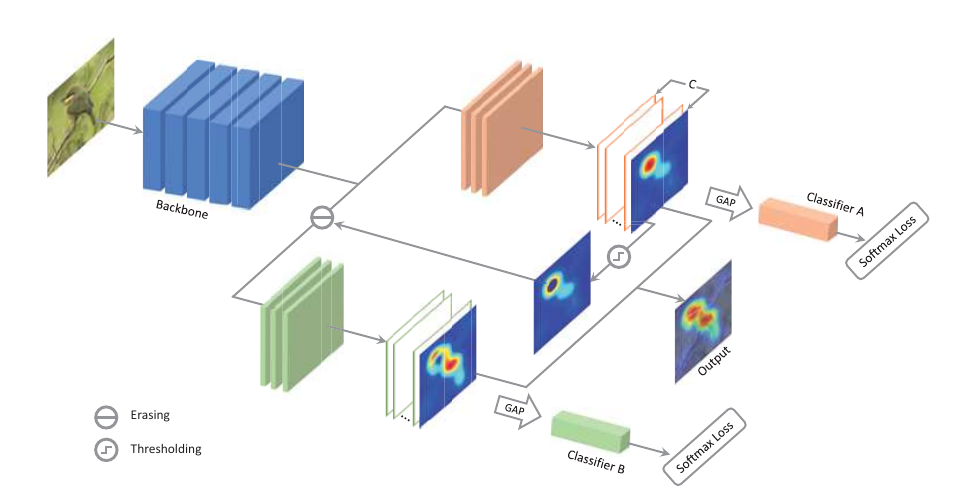 C
Backbone
...
GAP
Classifier A
Softmax Loss
Output
...
GAP
Classifier B
Softmax Loss
Erasing
Thresholding